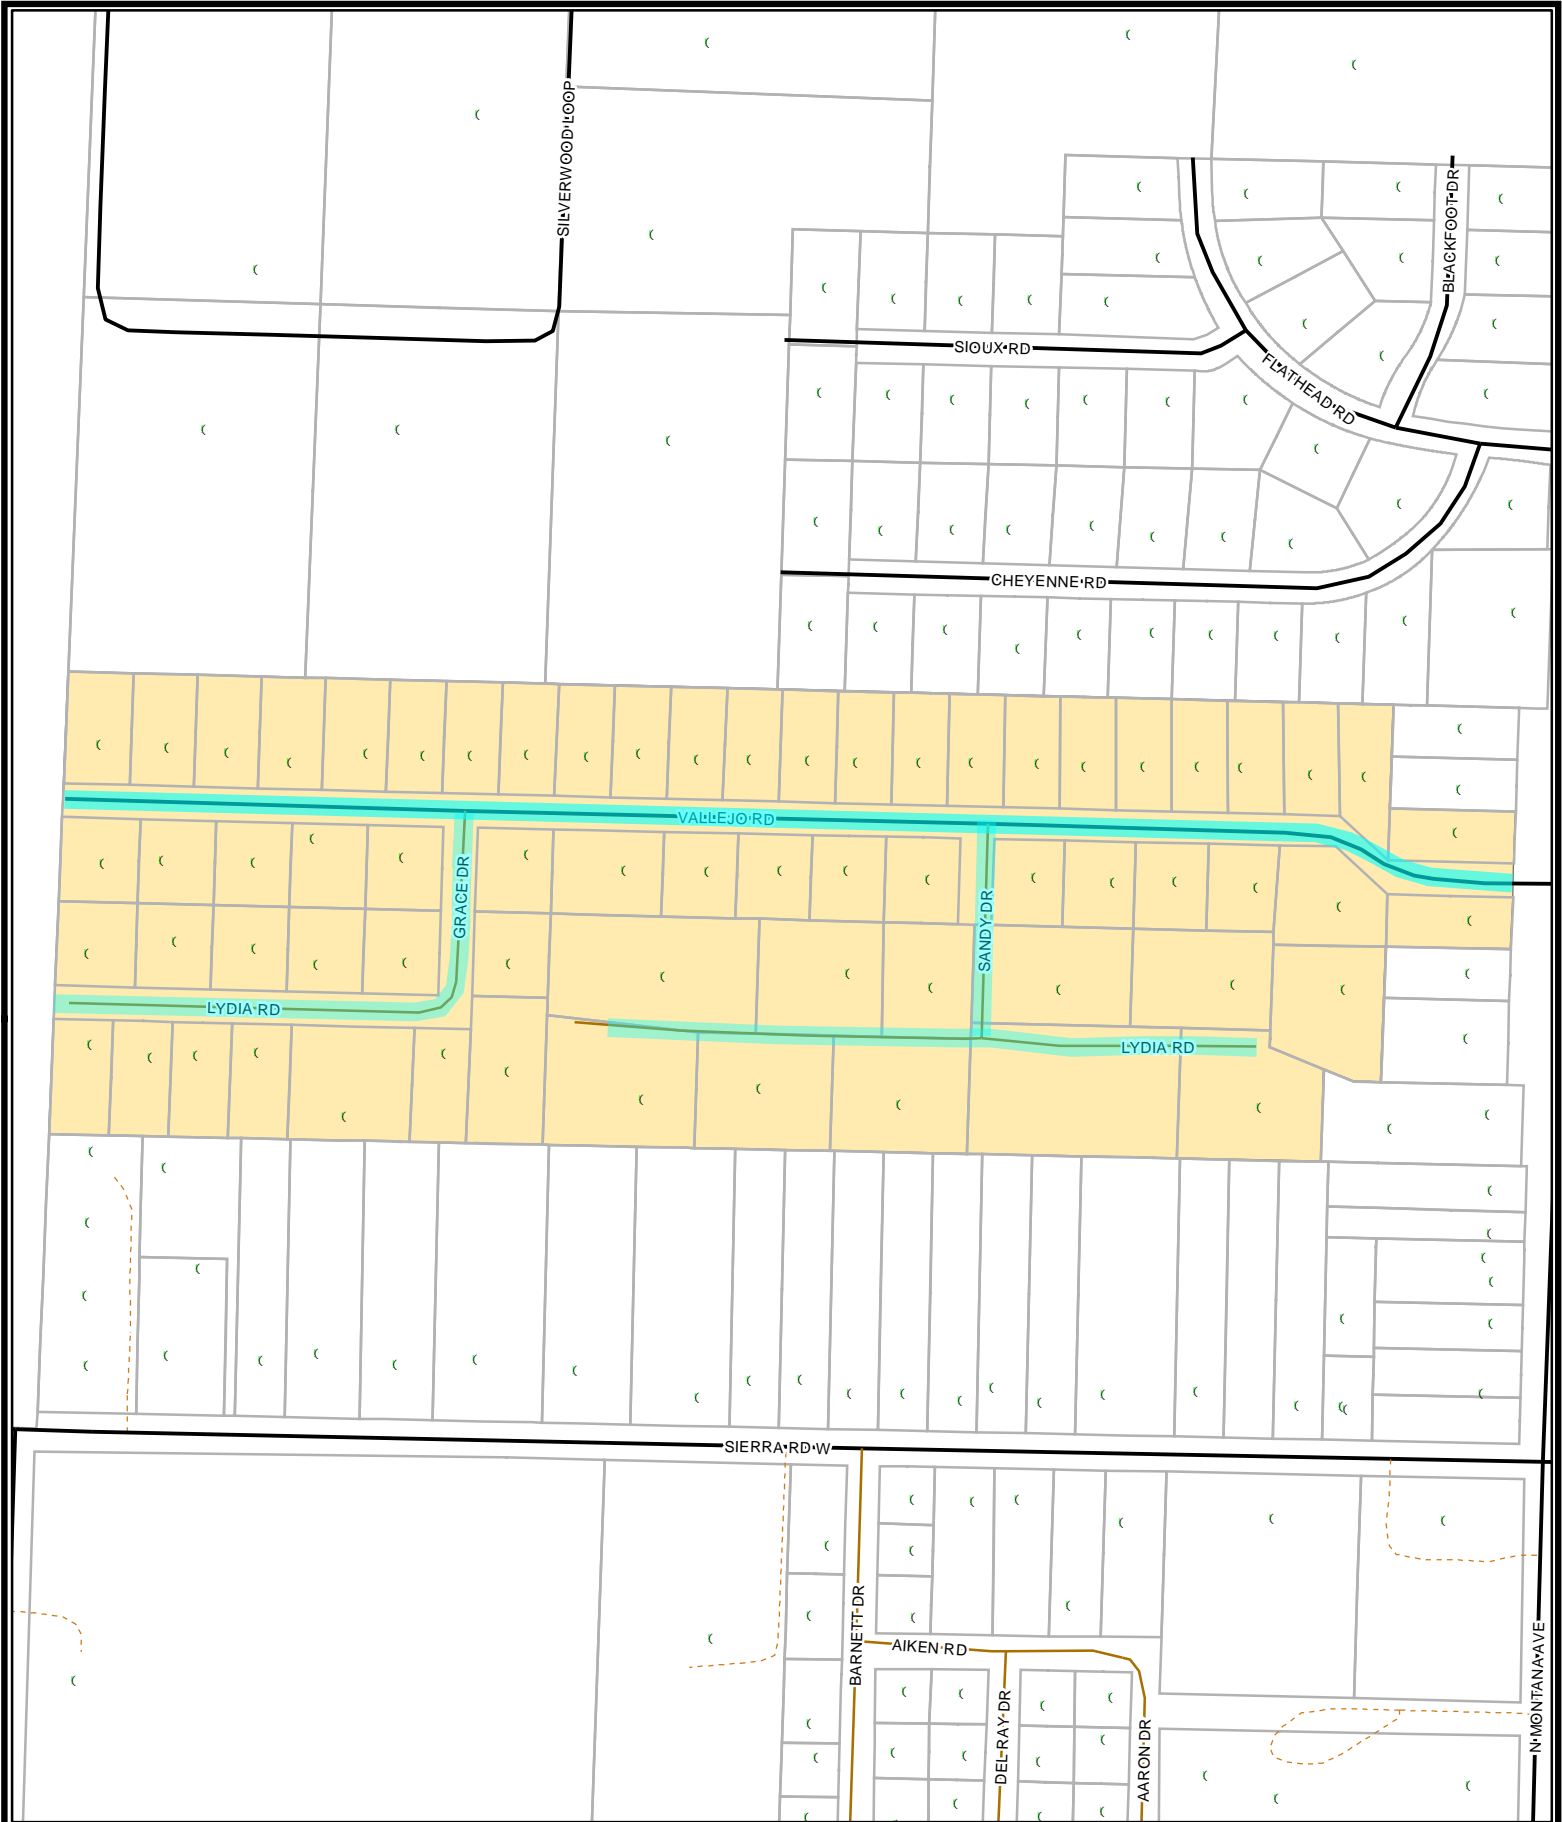 SILVERWOOD LOOP
BLACKFOOT DR
SIOUX RD
FLATHEAD RD
CHEYENNE RD
VALLEJO RD
GRACE DR
SANDY DR
LYDIA RD
LYDIA RD
SIERRA RD W
BARNETT DR
AIKEN RD
DEL RAY DR
AARON DR
N MONTANA AVE